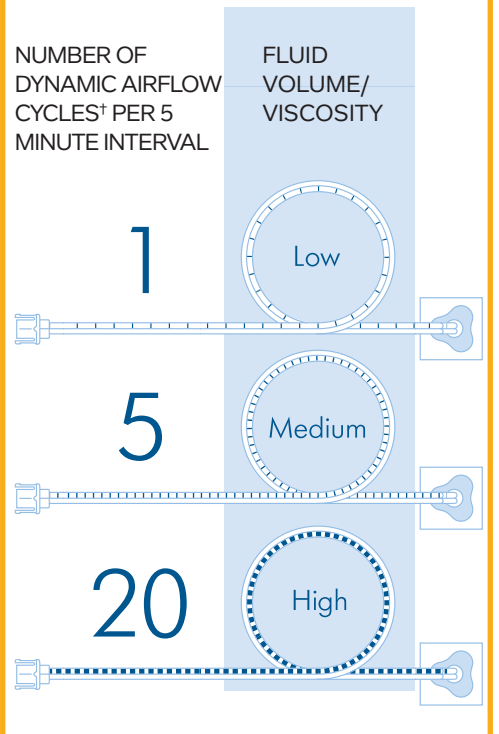 NUMBER OF
DYNAMIC AIRFLOW
CYCLES† PER 5
MINUTE INTERVAL
FLUID
VOLUME/
VISCOSITY
1
Low
5
Medium
20
High